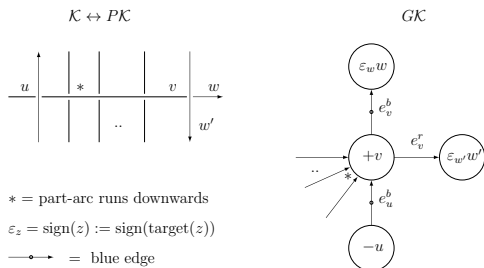 𝒦 ↔ P𝒦
G𝒦
u
*
v
w
..
w′
ε_w w
e_v^b
+v
e_v^r
ε_{w′} w′
..
*
e_u^b
−u
* = part-arc runs downwards
ε_z = sign(z) := sign(target(z))
= blue edge